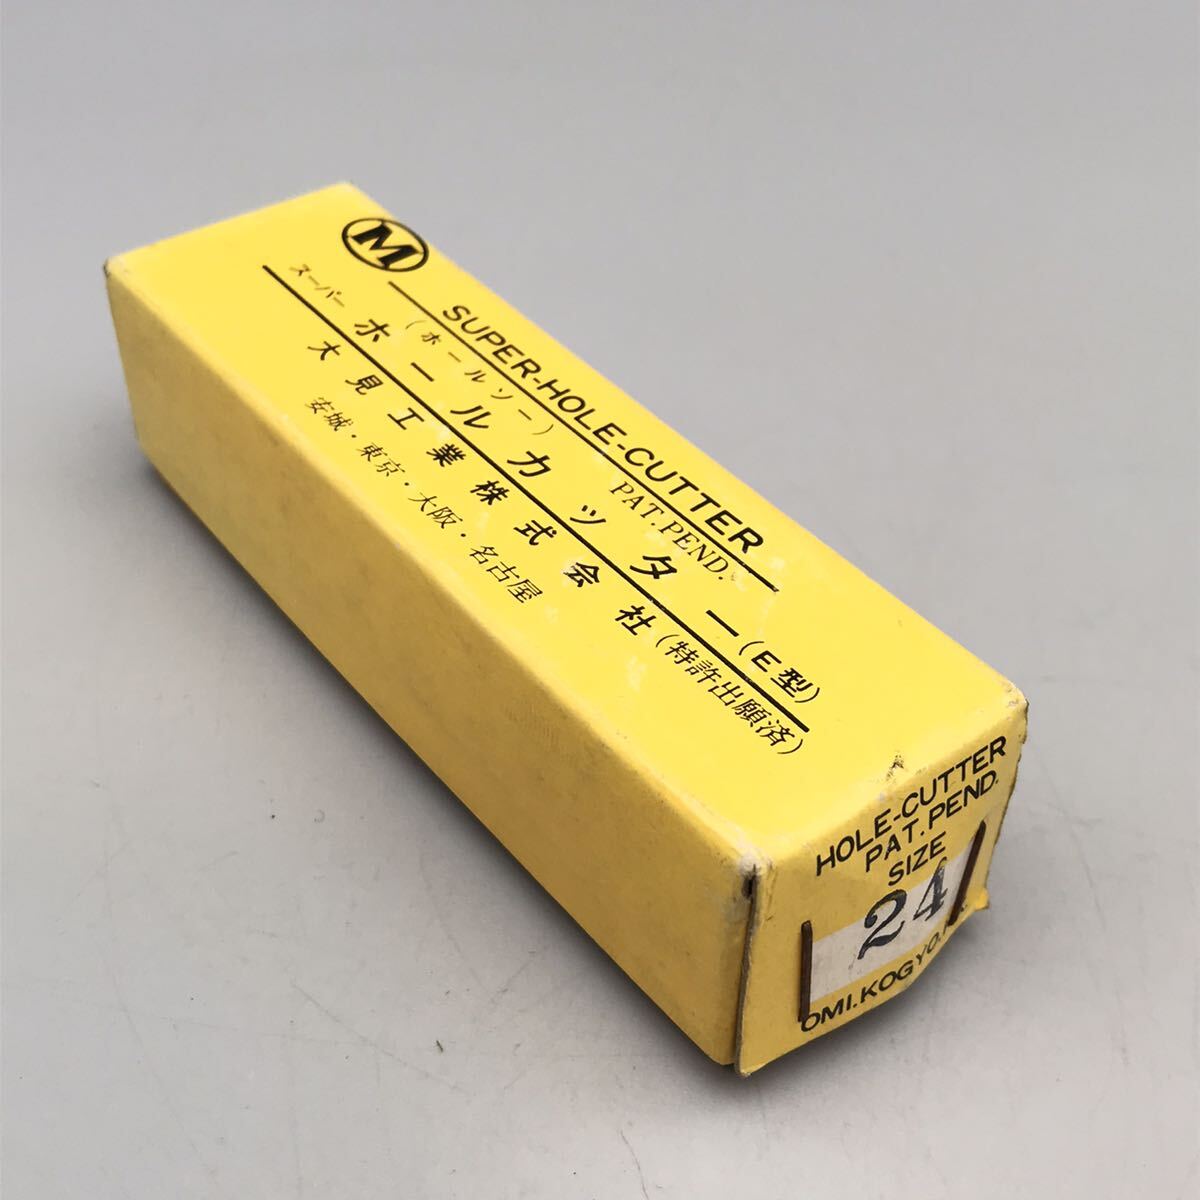 M
SUPER-HOLE-CUTTER
(ホールソー) PAT.PEND.
スーパー ホールカッター (E型)
大見工業株式会社 (特許出願済)
安城・東京・大阪・名古屋
HOLE-CUTTER
PAT.PEND.
SIZE
24
OMI.KOGYO.